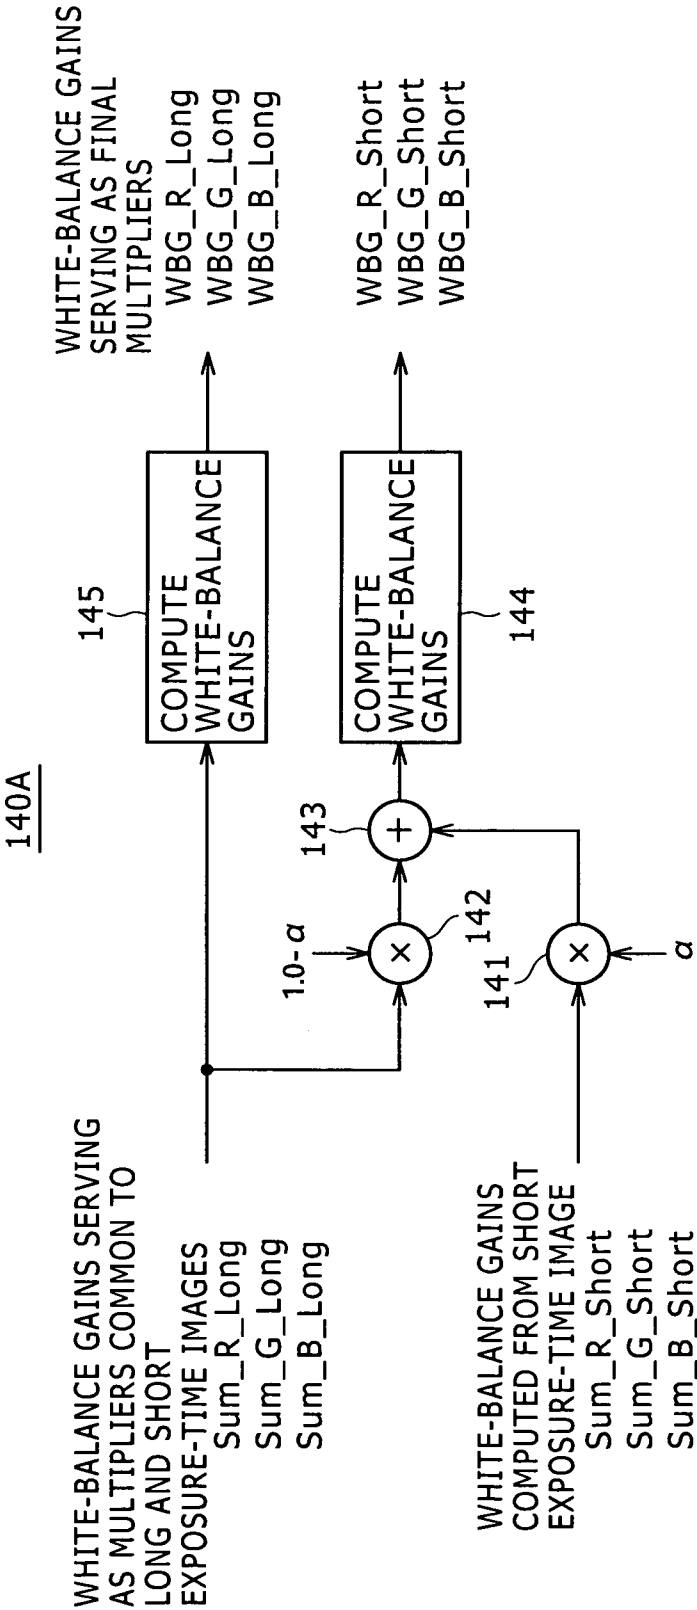 140A
WHITE-BALANCE GAINS SERVING
AS MULTIPLIERS COMMON TO
LONG AND SHORT
EXPOSURE-TIME IMAGES
Sum_R_Long
Sum_G_Long
Sum_B_Long
145
COMPUTE
WHITE-BALANCE
GAINS
WHITE-BALANCE GAINS
SERVING AS FINAL
MULTIPLIERS
WBG_R_Long
WBG_G_Long
WBG_B_Long
1.0-α
×
142
+
143
COMPUTE
WHITE-BALANCE
GAINS
144
WBG_R_Short
WBG_G_Short
WBG_B_Short
WHITE-BALANCE GAINS
COMPUTED FROM SHORT
EXPOSURE-TIME IMAGE
Sum_R_Short
Sum_G_Short
Sum_B_Short
141
×
α